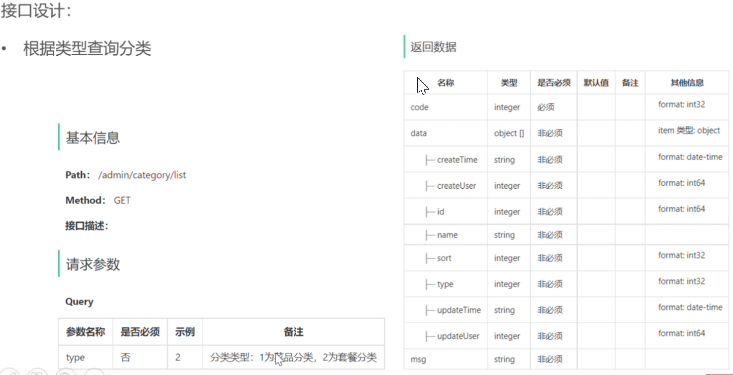 接口设计：
• 根据类型查询分类
基本信息
Path： /admin/category/list
Method： GET
接口描述：
请求参数
Query
参数名称 是否必须 示例 备注
type 否 2 分类类型：1为菜品分类，2为套餐分类
返回数据
名称 类型 是否必须 默认值 备注 其他信息
code integer 必须 format: int32
data object [] 非必须 item 类型: object
├─ createTime string 非必须 format: date-time
├─ createUser integer 非必须 format: int64
├─ id integer 非必须 format: int64
├─ name string 非必须
├─ sort integer 非必须 format: int32
├─ type integer 非必须 format: int32
├─ updateTime string 非必须 format: date-time
├─ updateUser integer 非必须 format: int64
msg string 非必须